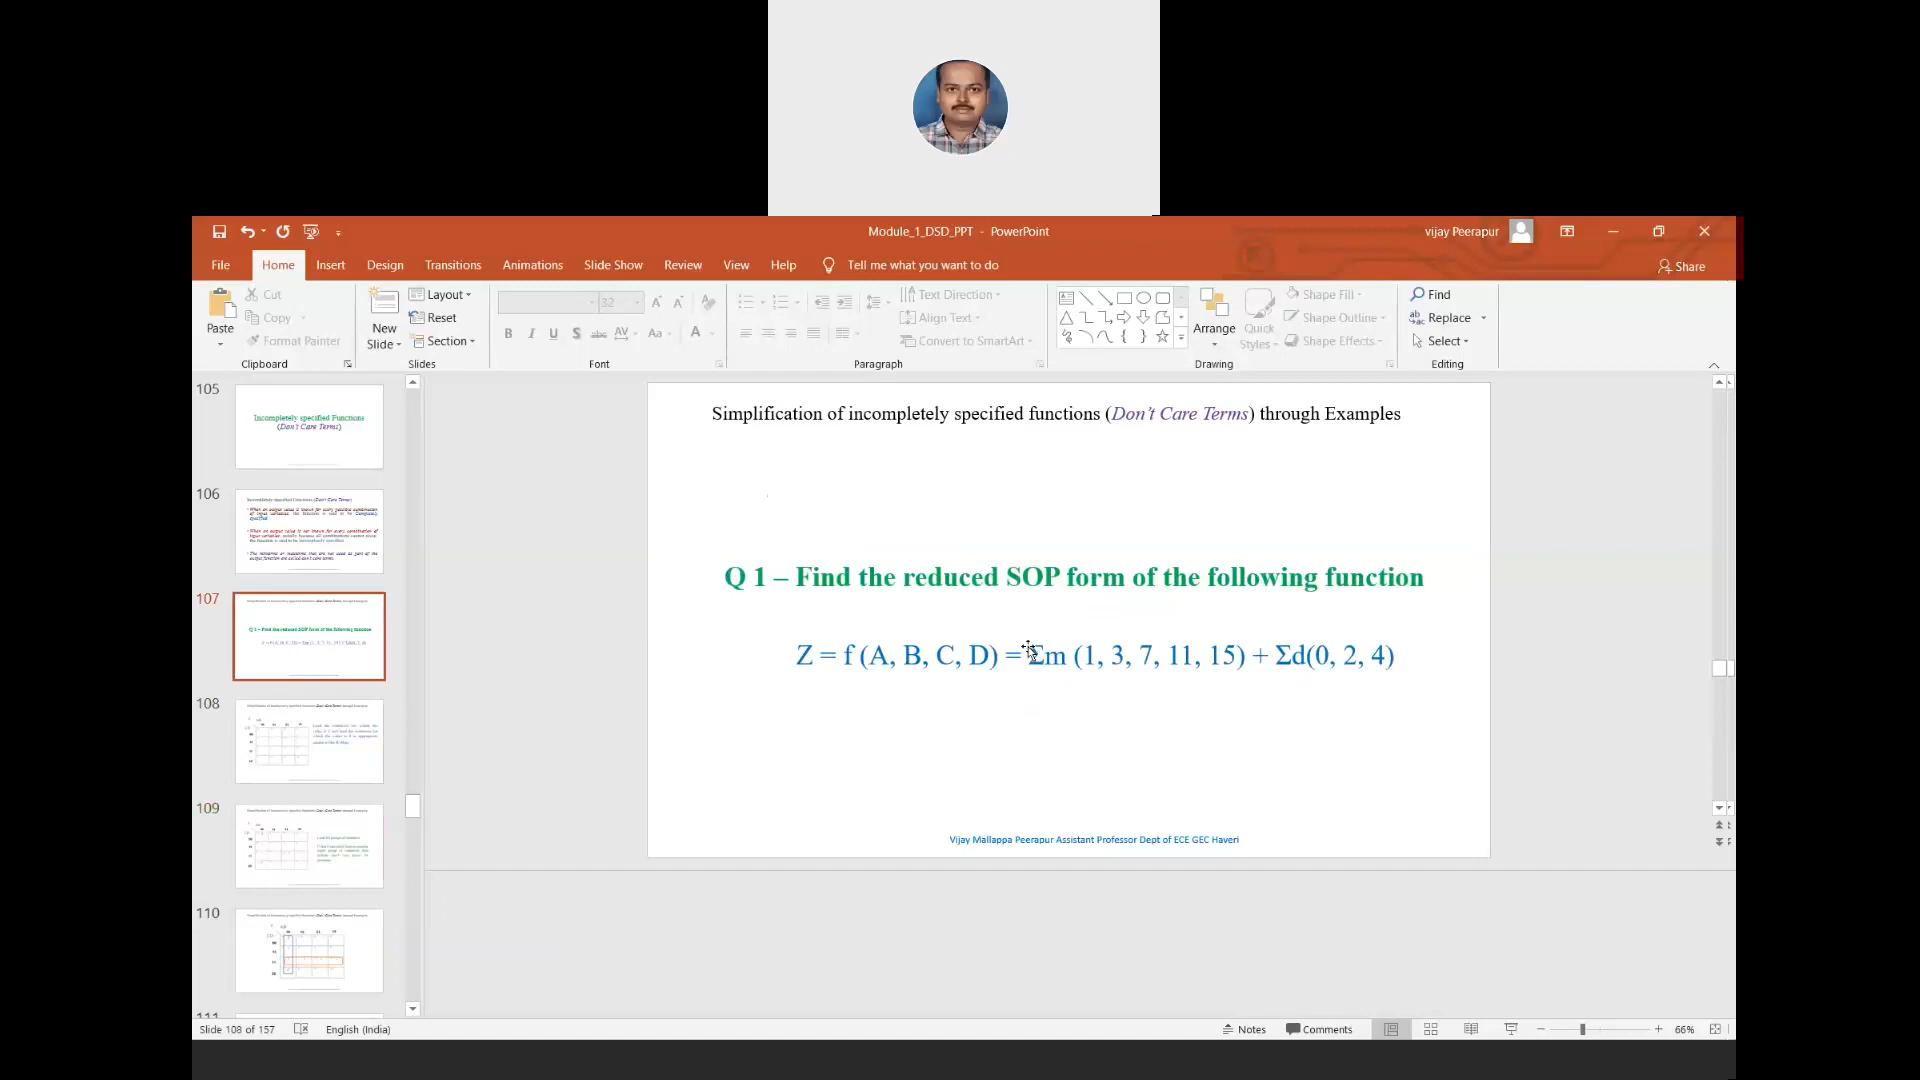 Module_1_DSD_PPT - PowerPoint
vijay Peerapur
File Home Insert Design Transitions Animations Slide Show Review View Help Tell me what you want to do
Share
Paste
Cut
Copy
Format Painter
Clipboard
New
Slide
Layout
Reset
Section
Slides
32
Font
Text Direction
Align Text
Convert to SmartArt
Paragraph
Arrange
Quick
Styles
Shape Fill
Shape Outline
Shape Effects
Drawing
Find
Replace
Select
Editing
105
Incompletely specified Functions
(Don't Care Terms)
106
107
108
109
110
Simplification of incompletely specified functions (Don't Care Terms) through Examples
Q 1 – Find the reduced SOP form of the following function
Z = f (A, B, C, D) = Σm (1, 3, 7, 11, 15) + Σd(0, 2, 4)
Vijay Mallappa Peerapur Assistant Professor Dept of ECE GEC Haveri
Slide 108 of 157
English (India)
Notes
Comments
66%